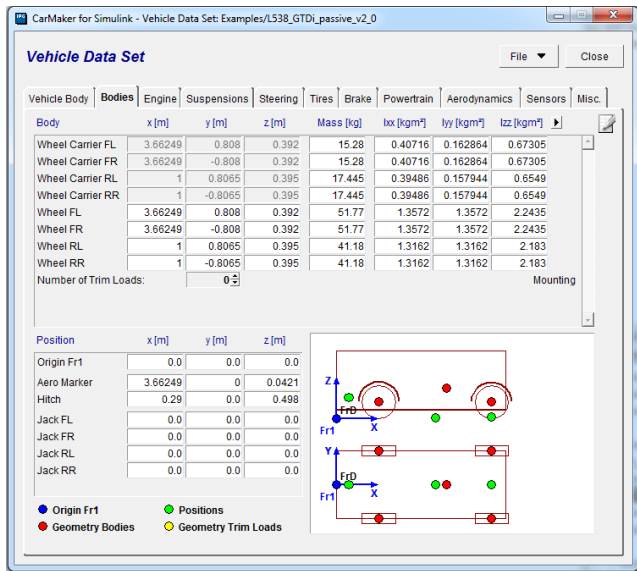 IPG CarMaker for Simulink - Vehicle Data Set: Examples/L538_GTDi_passive_v2_0
Vehicle Data Set File ▼ Close
Vehicle Body Bodies Engine Suspensions Steering Tires Brake Powertrain Aerodynamics Sensors Misc.
Body x [m] y [m] z [m] Mass [kg] Ixx [kgm²] Iyy [kgm²] Izz [kgm²]
Wheel Carrier FL 3.66249 0.808 0.392 15.28 0.40716 0.162864 0.67305
Wheel Carrier FR 3.66249 -0.808 0.392 15.28 0.40716 0.162864 0.67305
Wheel Carrier RL 1 0.8065 0.395 17.445 0.39486 0.157944 0.6549
Wheel Carrier RR 1 -0.8065 0.395 17.445 0.39486 0.157944 0.6549
Wheel FL 3.66249 0.808 0.392 51.77 1.3572 1.3572 2.2435
Wheel FR 3.66249 -0.808 0.392 51.77 1.3572 1.3572 2.2435
Wheel RL 1 0.8065 0.395 41.18 1.3162 1.3162 2.183
Wheel RR 1 -0.8065 0.395 41.18 1.3162 1.3162 2.183
Number of Trim Loads: 0 Mounting
Position x [m] y [m] z [m]
Origin Fr1 0.0 0.0 0.0
Aero Marker 3.66249 0 0.0421
Hitch 0.29 0.0 0.498
Jack FL 0.0 0.0 0.0
Jack FR 0.0 0.0 0.0
Jack RL 0.0 0.0 0.0
Jack RR 0.0 0.0 0.0
Origin Fr1 Positions
Geometry Bodies Geometry Trim Loads
Z
FrD
Fr1 X
Y
FrD
Fr1 X